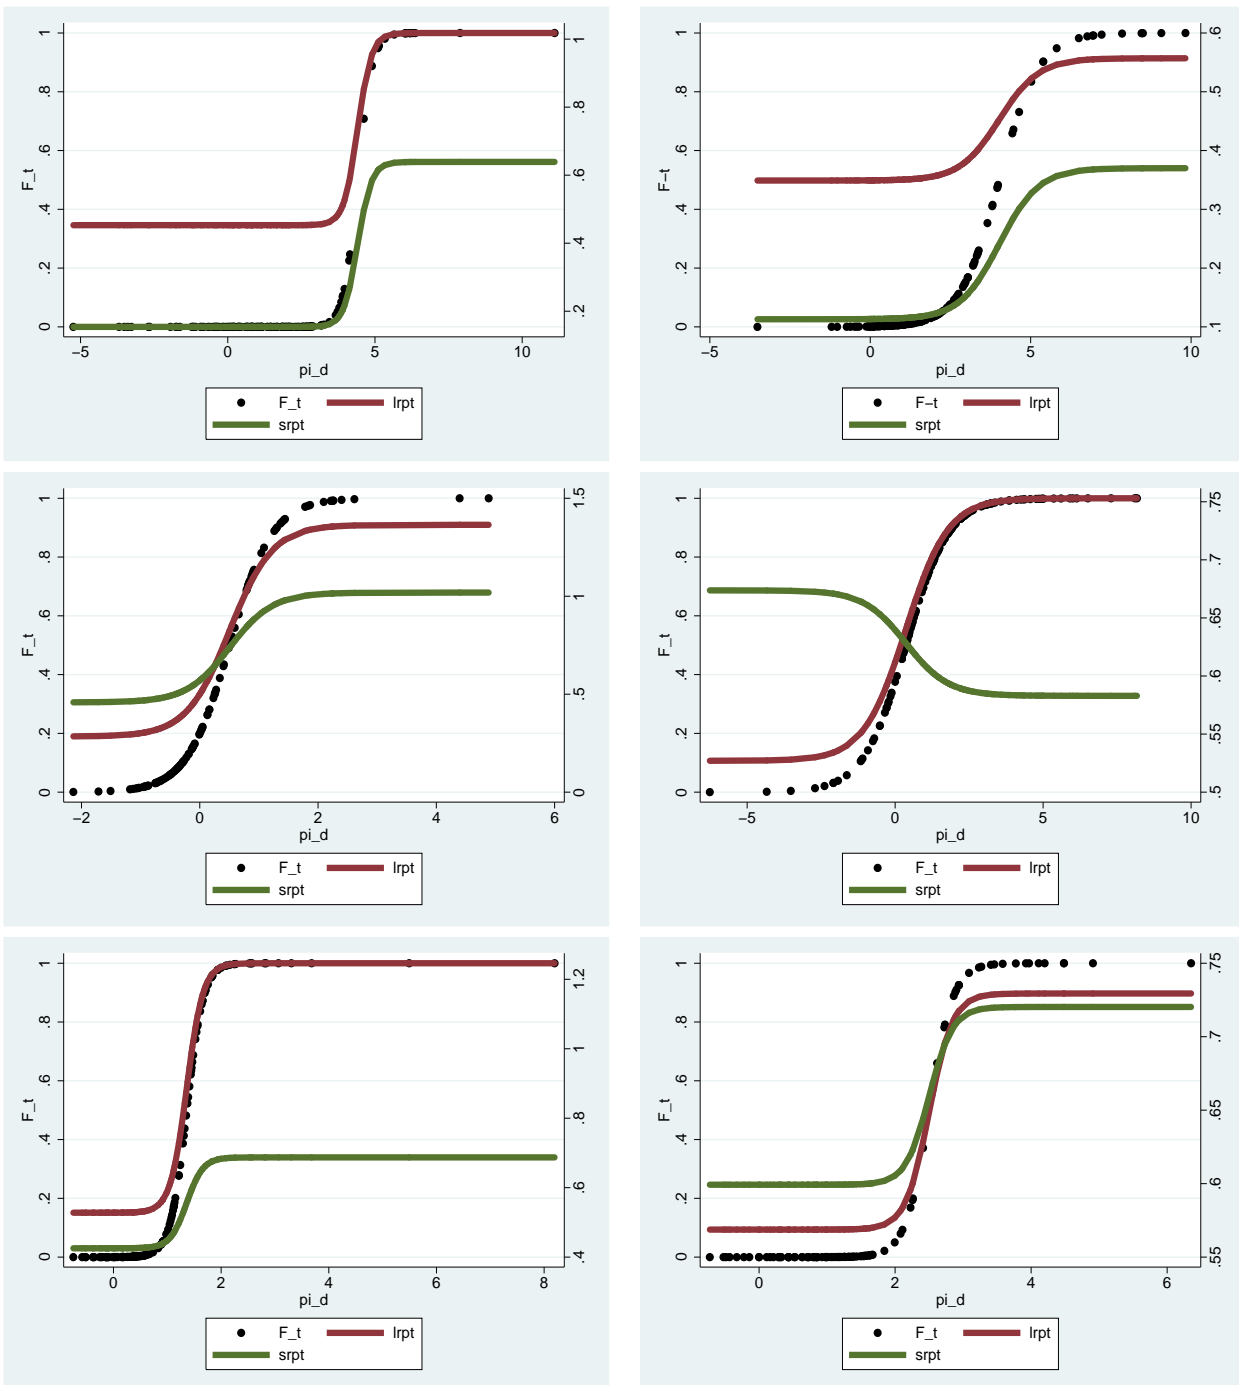 F_t
0 .2 .4 .6 .8 1
.2 .4 .6 .8 1
−5 0 5 10
pi_d
F_t lrpt
srpt
F−t
0 .2 .4 .6 .8 1
.1 .2 .3 .4 .5 .6
−5 0 5 10
pi_d
F−t lrpt
srpt
F_t
0 .2 .4 .6 .8 1
0 .5 1 1.5
−2 0 2 4 6
pi_d
F_t lrpt
srpt
F_t
0 .2 .4 .6 .8 1
.5 .55 .6 .65 .7 .75
−5 0 5 10
pi_d
F_t lrpt
srpt
F_t
0 .2 .4 .6 .8 1
.4 .6 .8 1 1.2
0 2 4 6 8
pi_d
F_t lrpt
srpt
F_t
0 .2 .4 .6 .8 1
.55 .6 .65 .7 .75
0 2 4 6
pi_d
F_t lrpt
srpt